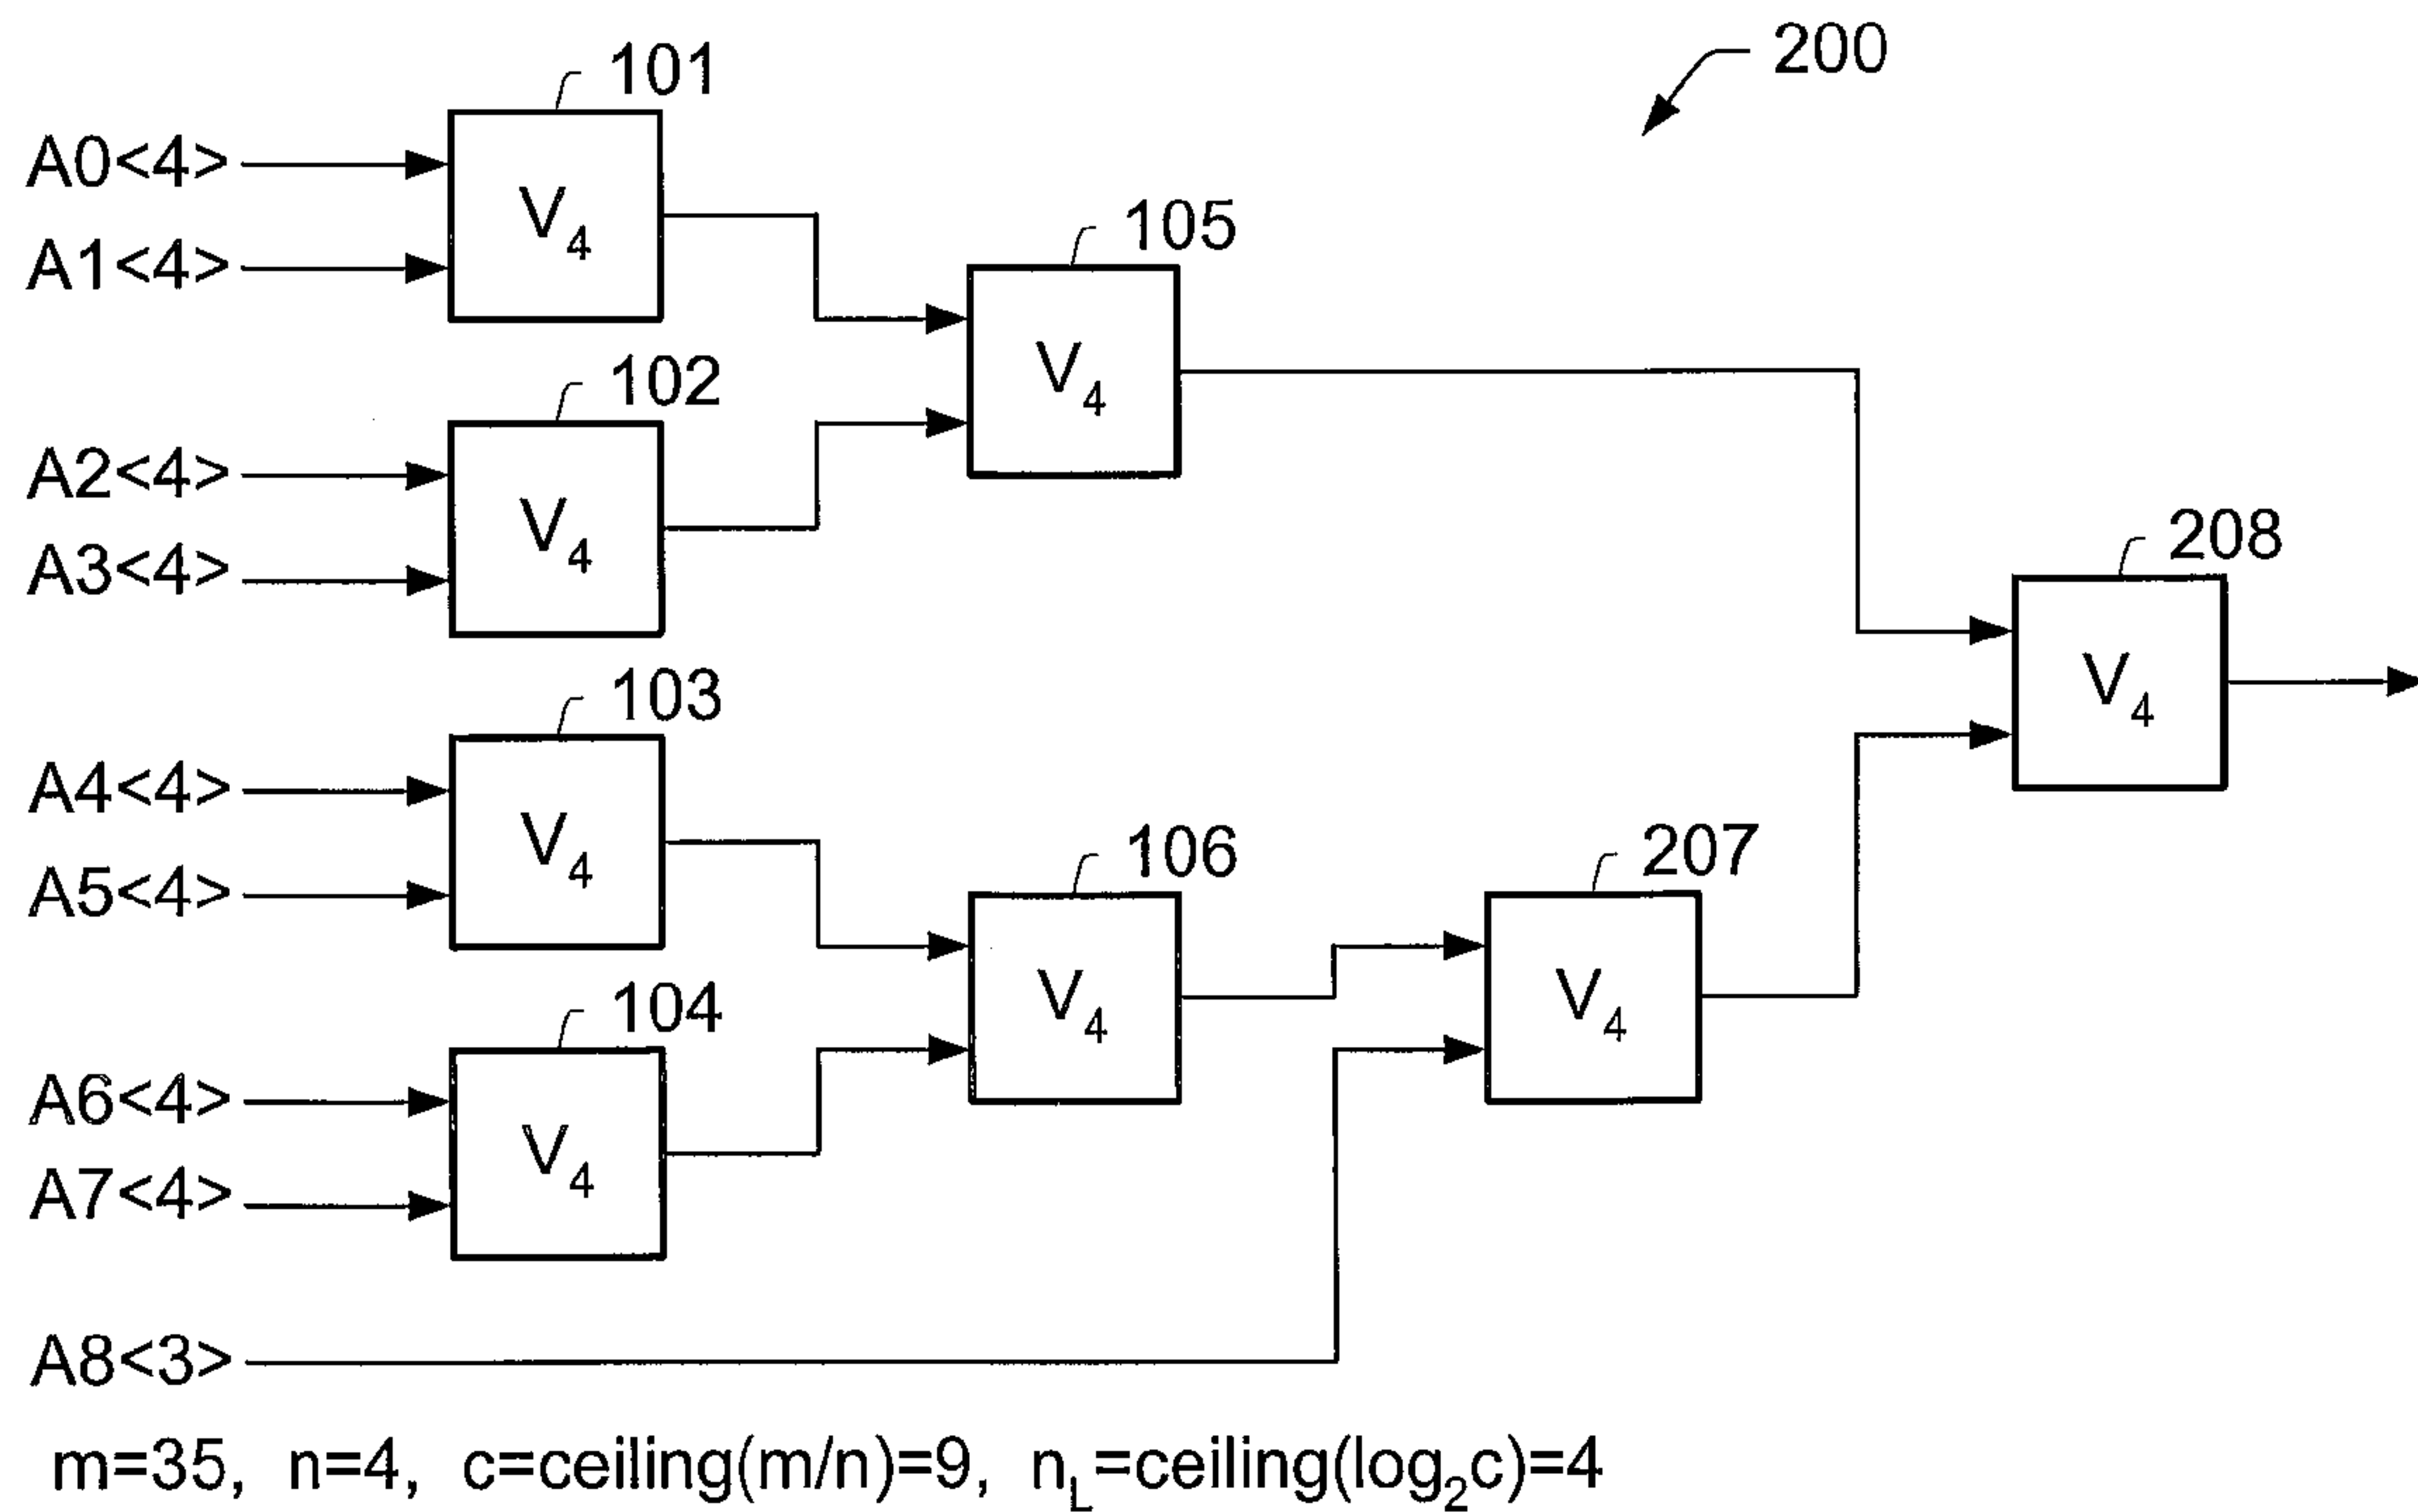 200
101
A0<4>
V4
A1<4>
105
V4
102
A2<4>
V4
A3<4>
208
V4
103
A4<4>
V4
A5<4>
106
V4
207
V4
104
A6<4>
V4
A7<4>
A8<3>
m=35, n=4, c=ceiling(m/n)=9, nL=ceiling(log2c)=4